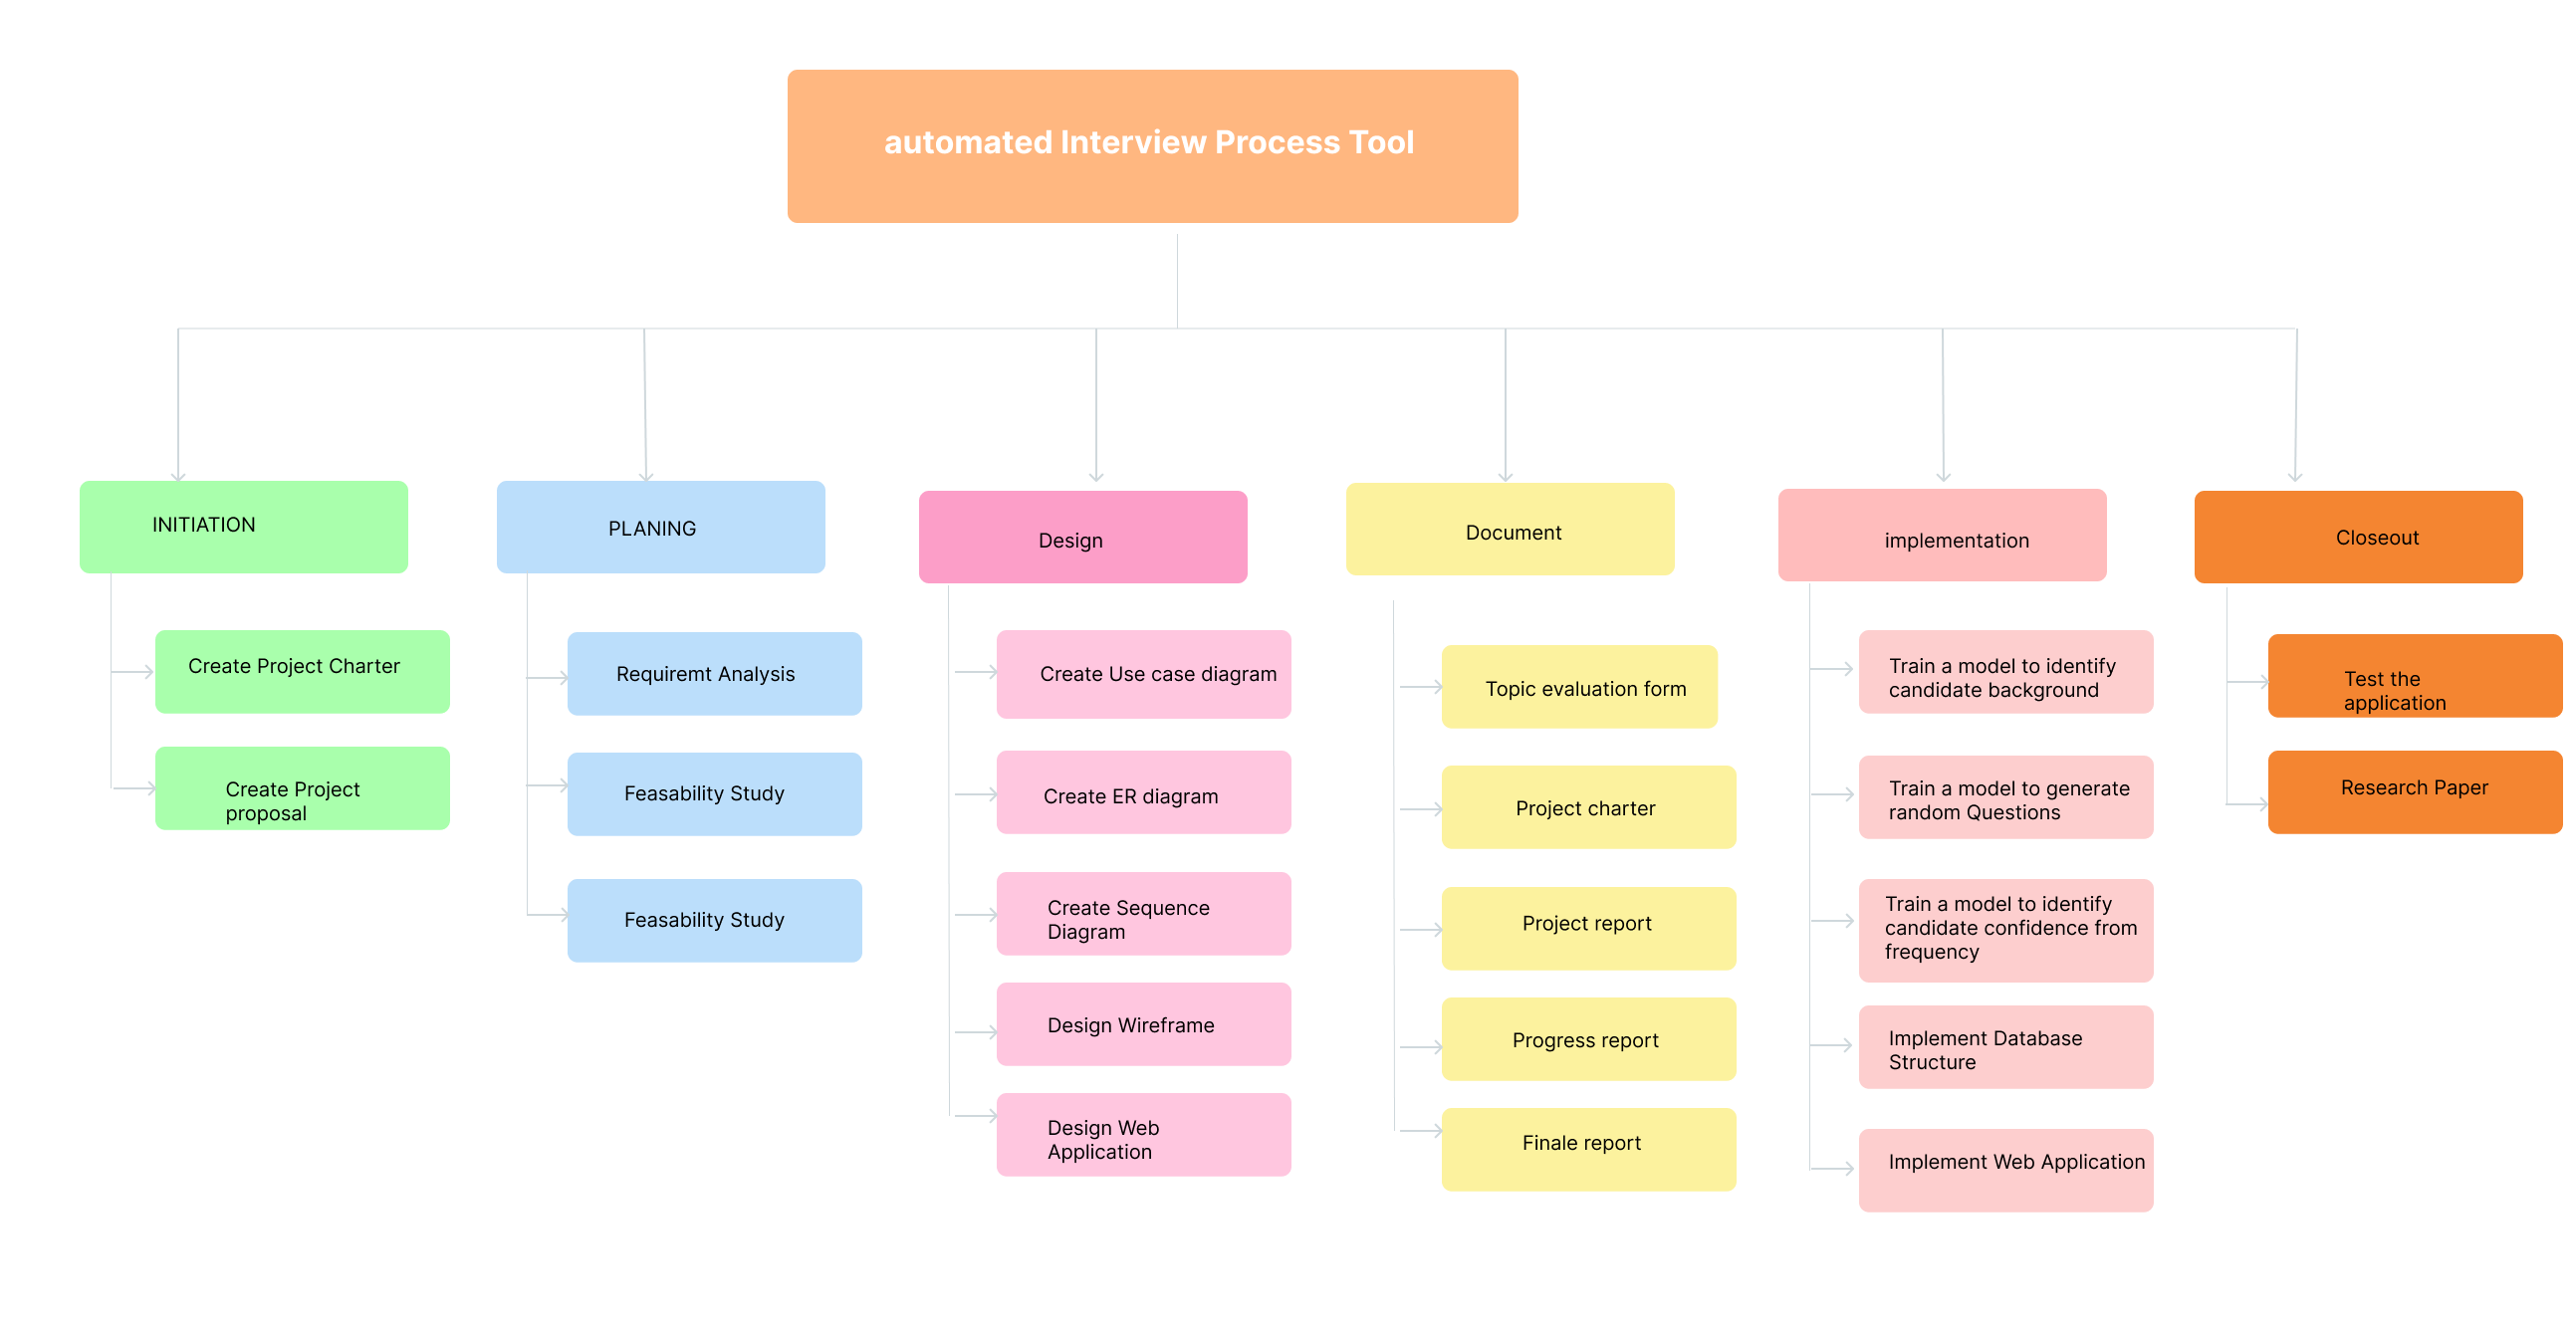 automated Interview Process Tool
INITIATION
Create Project Charter
Create Project
proposal
PLANING
Requiremt Analysis
Feasability Study
Feasability Study
Design
Create Use case diagram
Create ER diagram
Create Sequence
Diagram
Design Wireframe
Design Web
Application
Document
Topic evaluation form
Project charter
Project report
Progress report
Finale report
implementation
Train a model to identify
candidate background
Train a model to generate
random Questions
Train a model to identify
candidate confidence from
frequency
Implement Database
Structure
Implement Web Application
Closeout
Test the
application
Research Paper